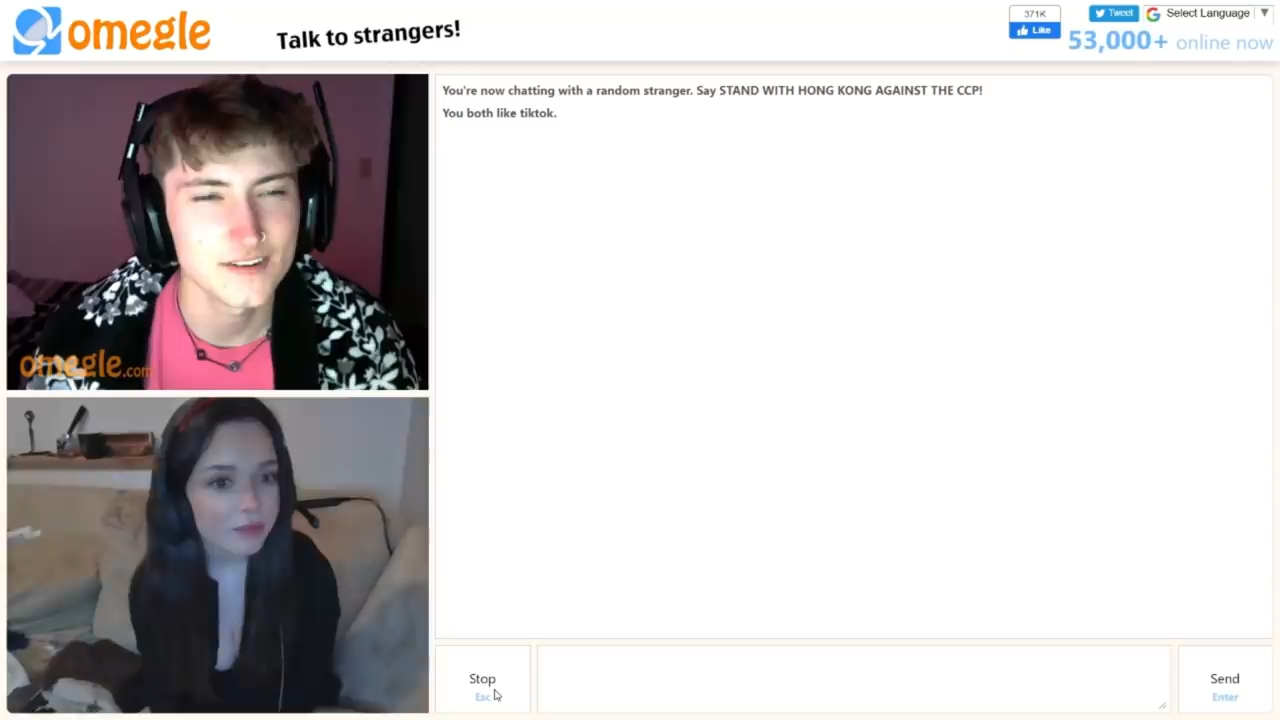 omegle
Talk to strangers!
371K
Like
Tweet
Select Language
53,000+ online now
You're now chatting with a random stranger. Say STAND WITH HONG KONG AGAINST THE CCP!
You both like tiktok.
omegle.com
Stop
Esc
Send
Enter